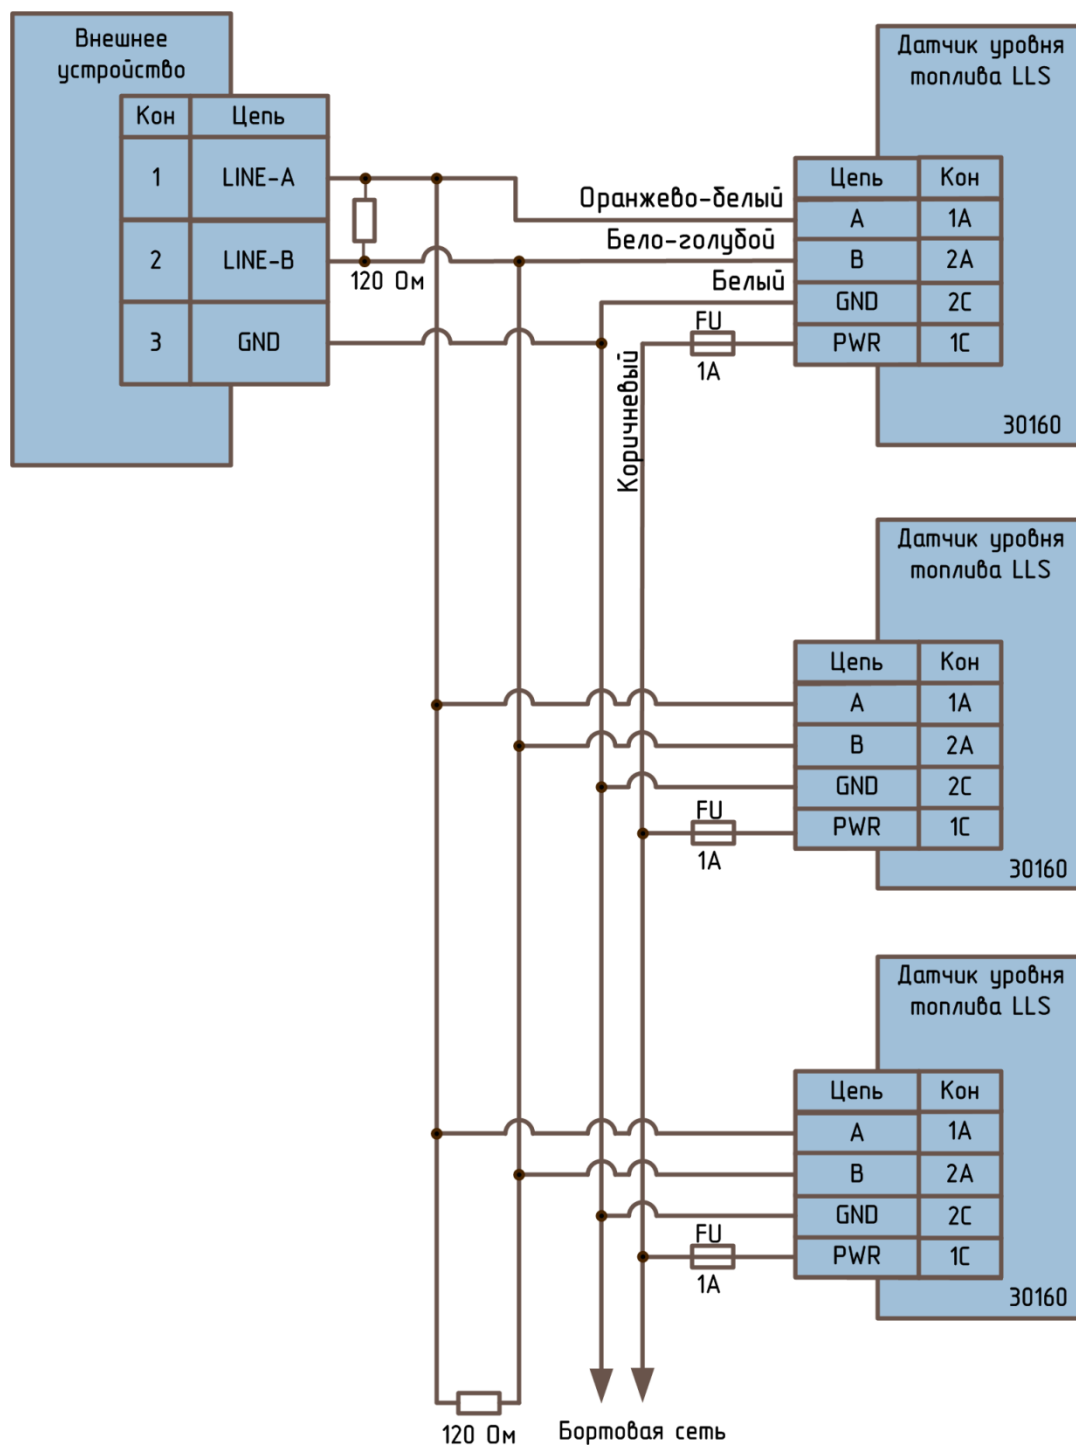 Внешнее
устройство
Кон Цепь
1 LINE-A
2 LINE-B
3 GND
120 Ом
Оранжево-белый
Бело-голубой
Белый
Коричневый
FU
1А
Датчик уровня
топлива LLS
Цепь Кон
A 1A
B 2A
GND 2C
PWR 1C
30160
Датчик уровня
топлива LLS
Цепь Кон
A 1A
B 2A
GND 2C
PWR 1C
FU
1А
30160
Датчик уровня
топлива LLS
Цепь Кон
A 1A
B 2A
GND 2C
PWR 1C
FU
1А
30160
120 Ом
Бортовая сеть